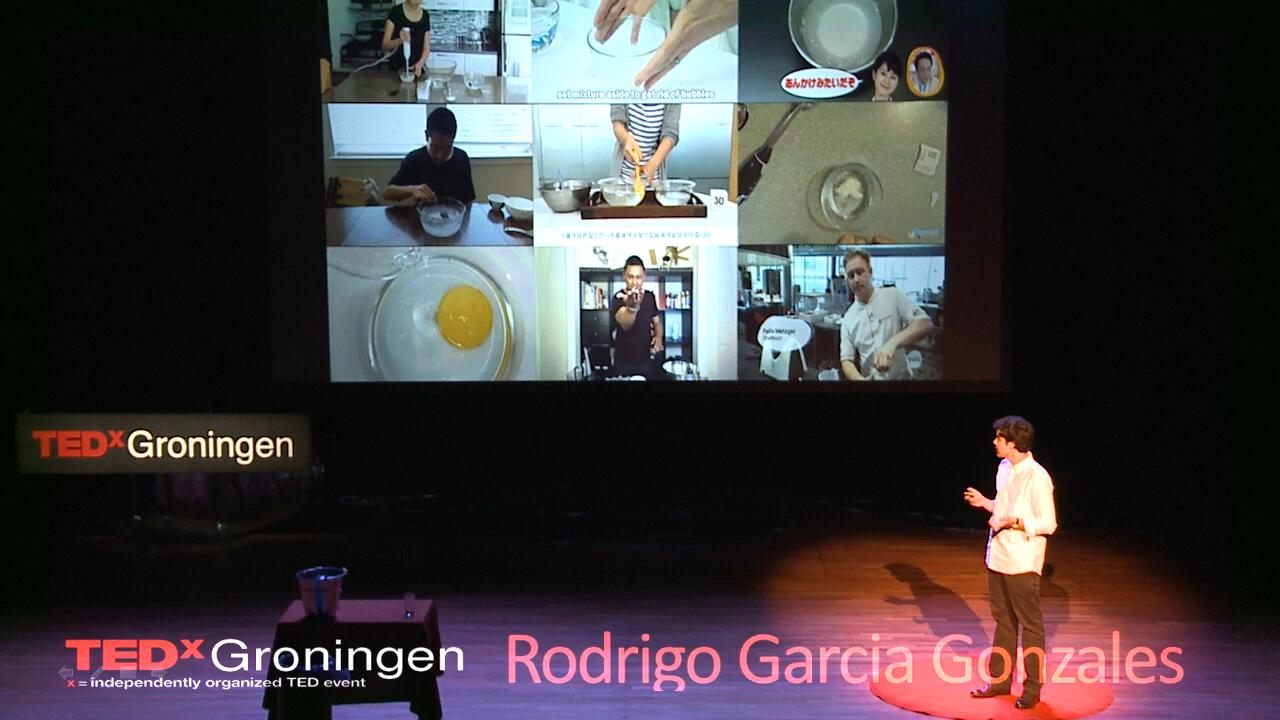 set mixture aside to get rid of bubbles
あんかけみたいだぞ
30
Felix Metzger
TEDxGroningen
TEDxGroningen
x = independently organized TED event
Rodrigo Garcia Gonzales